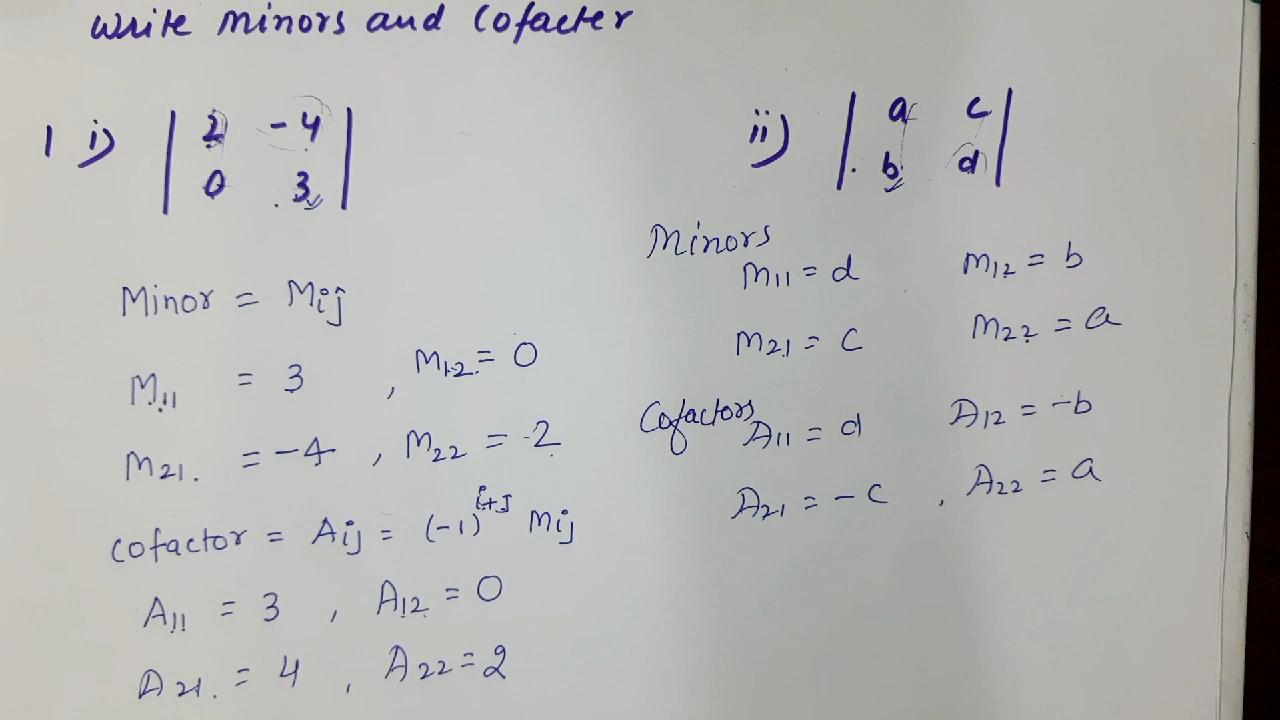 write minors and cofacter
1 i) | 2 -4 |
| 0 3 |
Minor = Mij
M11 = 3 , M12 = 0
M21. = -4 , M22 = 2
cofactor = Aij = (-1)^i+j Mij
A11 = 3 , A12 = 0
A21. = 4 , A22 = 2
ii) | a c |
| b d |
Minors
M11 = d M12 = b
M21 = c M22 = a
Cofactors
A11 = d A12 = -b
A21 = -c , A22 = a